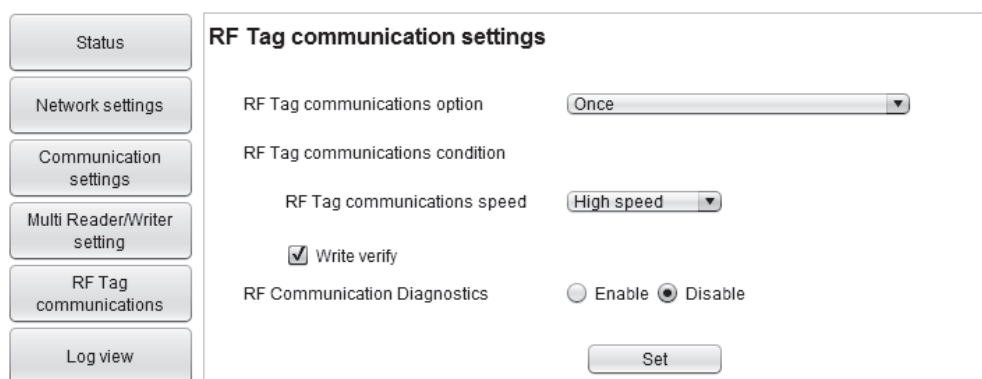 Status
Network settings
Communication
settings
Multi Reader/Writer
setting
RF Tag
communications
Log view
RF Tag communication settings
RF Tag communications option
Once
RF Tag communications condition
RF Tag communications speed
High speed
Write verify
RF Communication Diagnostics
Enable
Disable
Set